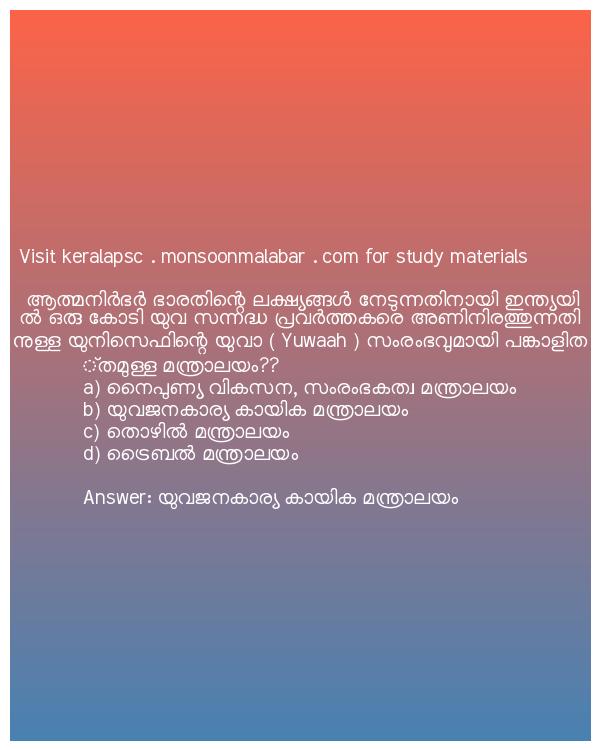 Visit keralapsc . monsoonmalabar . com for study materials
ആത്മനിർഭർ ഭാരതിന്റെ ലക്ഷ്യങ്ങൾ നേടുന്നതിനായി ഇന്ത്യയി
ൽ ഒരു കോടി യുവ സന്നദ്ധ പ്രവർത്തകരെ അണിനിരത്തുന്നതി
നുള്ള യുനിസെഫിന്റെ യുവാ ( Yuwaah ) സംരംഭവുമായി പങ്കാളിത
്തമുള്ള മന്ത്രാലയം??
a) നൈപുണ്യ വികസന, സംരംഭകത്വ മന്ത്രാലയം
b) യുവജനകാര്യ കായിക മന്ത്രാലയം
c) തൊഴിൽ മന്ത്രാലയം
d) ട്രൈബൽ മന്ത്രാലയം
Answer: യുവജനകാര്യ കായിക മന്ത്രാലയം